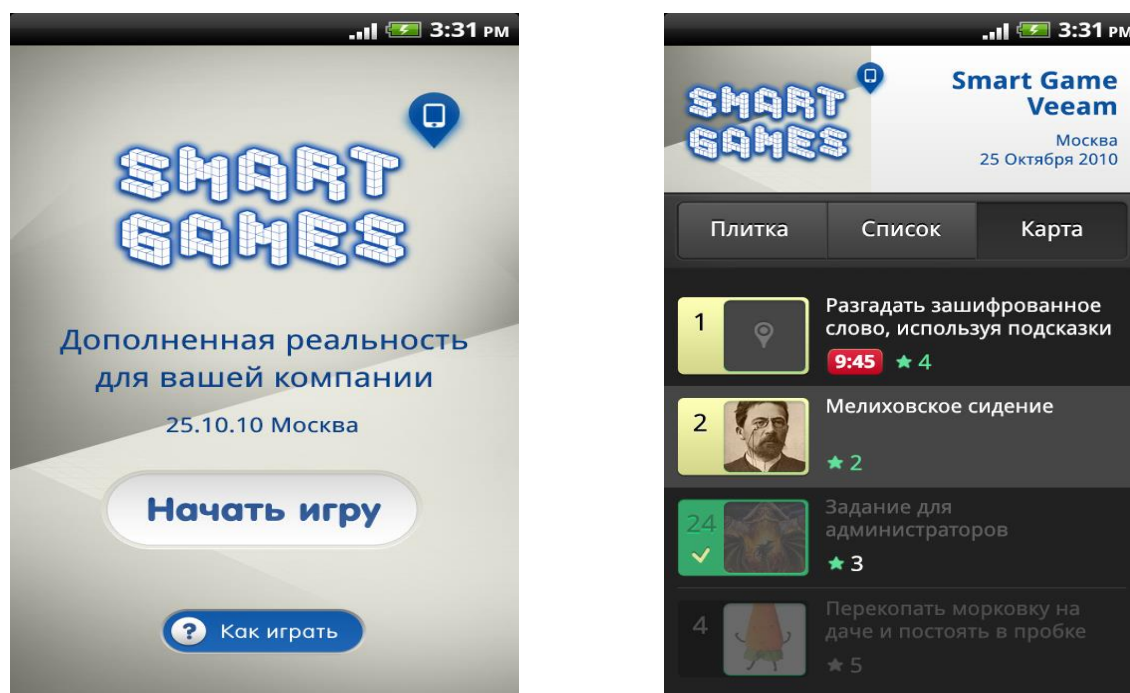 3:31 PM
SMART
GAMES
Дополненная реальность
для вашей компании
25.10.10 Москва
Начать игру
? Как играть
3:31 PM
SMART
GAMES
Smart Game
Veeam
Москва
25 Октября 2010
Плитка Список Карта
1
Разгадать зашифрованное
слово, используя подсказки
9:45 ★ 4
2
Мелиховское сидение
★ 2
24
Задание для
администраторов
★ 3
4
Перекопать морковку на
даче и постоять в пробке
★ 5